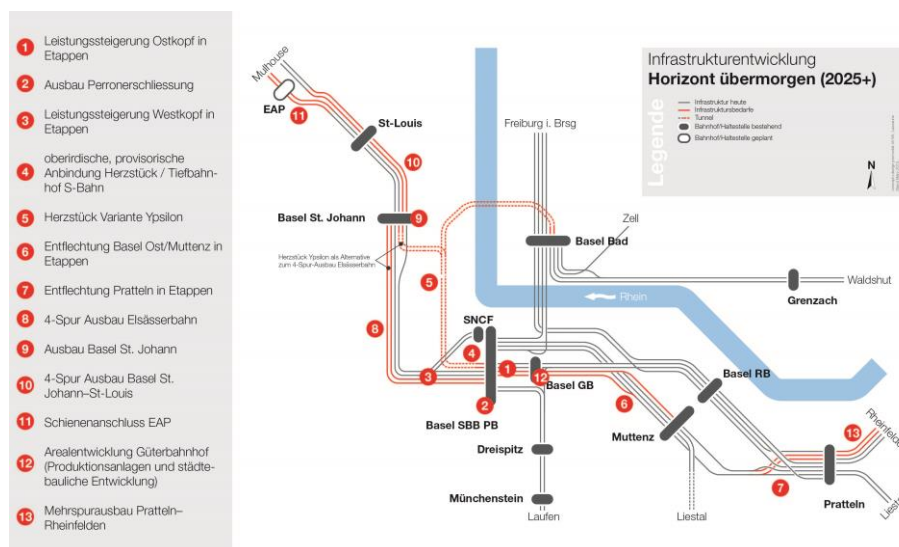 1 Leistungssteigerung Ostkopf in
Etappen
2 Ausbau Perronerschliessung
3 Leistungssteigerung Westkopf in
Etappen
4 oberirdische, provisorische
Anbindung Herzstück / Tiefbahn-
hof S-Bahn
5 Herzstück Variante Ypsilon
6 Entflechtung Basel Ost/Muttenz in
Etappen
7 Entflechtung Pratteln in Etappen
8 4-Spur Ausbau Elsässerbahn
9 Ausbau Basel St. Johann
10 4-Spur Ausbau Basel St.
Johann–St-Louis
11 Schienenanschluss EAP
12 Arealentwicklung Güterbahnhof
(Produktionsanlagen und städte-
bauliche Entwicklung)
13 Mehrspurausbau Pratteln–
Rheinfelden
Infrastrukturentwicklung
Horizont übermorgen (2025+)
Legende
Infrastruktur heute
Infrastrukturbedarfe
Tunnel
Bahnhof/Haltestelle bestehend
Bahnhof/Haltestelle geplant
N
Mulhouse
EAP
11
St-Louis
10
Freiburg i. Brsg
Basel St. Johann
9
Zell
Basel Bad
Herzstück Ypsilon als Alternative
zum 4-Spur-Ausbau Elsässerbahn
5
Waldshut
Grenzach
Rhein
8
SNCF
4
3
1
12
Basel GB
2
Basel SBB PB
Basel RB
6
Muttenz
13
Rheinfelden
Dreispitz
7
Pratteln
Münchenstein
Laufen
Liestal
Liestal